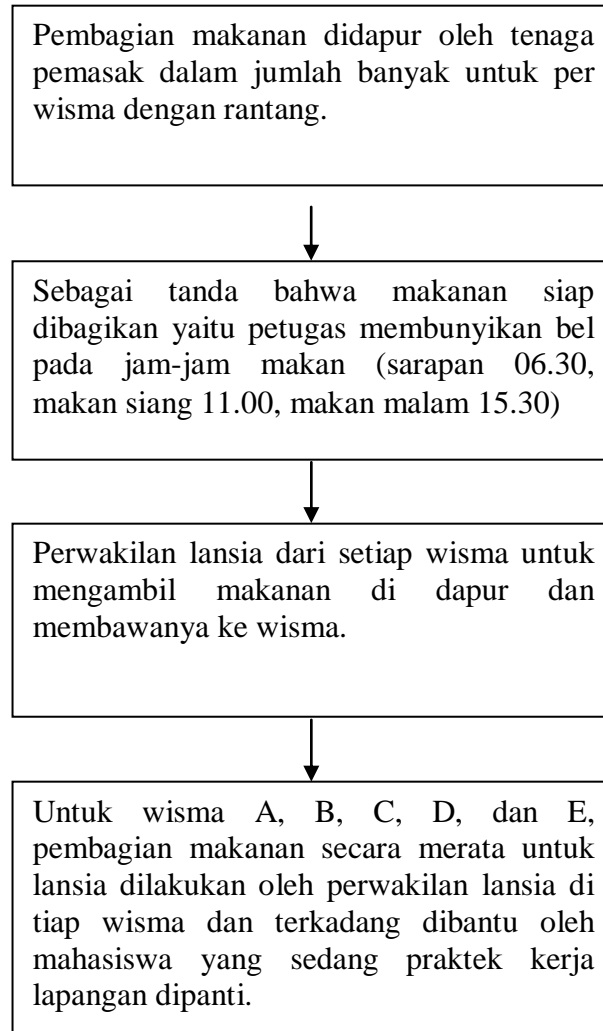 Pembagian makanan didapur oleh tenaga
pemasak dalam jumlah banyak untuk per
wisma dengan rantang.
Sebagai tanda bahwa makanan siap
dibagikan yaitu petugas membunyikan bel
pada jam-jam makan (sarapan 06.30,
makan siang 11.00, makan malam 15.30)
Perwakilan lansia dari setiap wisma untuk
mengambil makanan di dapur dan
membawanya ke wisma.
Untuk wisma A, B, C, D, dan E,
pembagian makanan secara merata untuk
lansia dilakukan oleh perwakilan lansia di
tiap wisma dan terkadang dibantu oleh
mahasiswa yang sedang praktek kerja
lapangan dipanti.